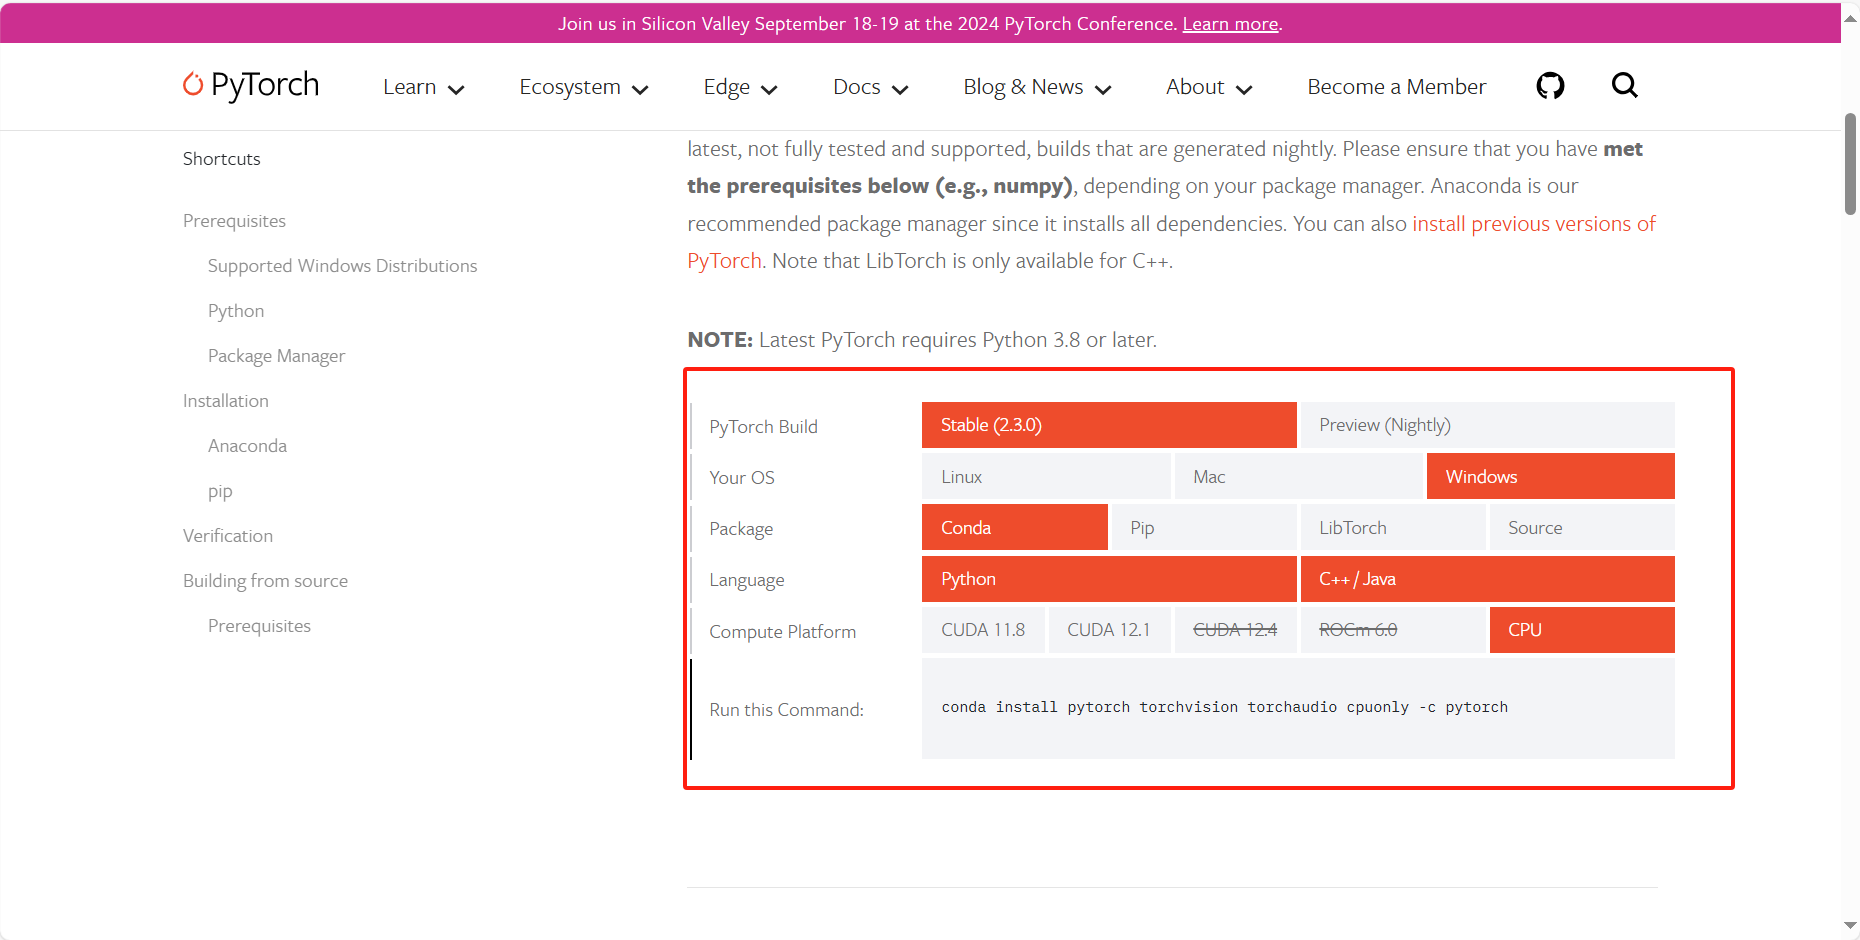 Join us in Silicon Valley September 18-19 at the 2024 PyTorch Conference. Learn more.
PyTorch Learn Ecosystem Edge Docs Blog & News About Become a Member
Shortcuts
Prerequisites
Supported Windows Distributions
Python
Package Manager
Installation
Anaconda
pip
Verification
Building from source
Prerequisites
latest, not fully tested and supported, builds that are generated nightly. Please ensure that you have met
the prerequisites below (e.g., numpy), depending on your package manager. Anaconda is our
recommended package manager since it installs all dependencies. You can also install previous versions of
PyTorch. Note that LibTorch is only available for C++.
NOTE: Latest PyTorch requires Python 3.8 or later.
PyTorch Build Stable (2.3.0) Preview (Nightly)
Your OS Linux Mac Windows
Package Conda Pip LibTorch Source
Language Python C++ / Java
Compute Platform CUDA 11.8 CUDA 12.1 CUDA 12.4 ROCm 6.0 CPU
Run this Command: conda install pytorch torchvision torchaudio cpuonly -c pytorch